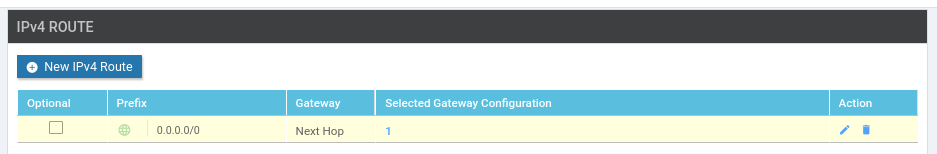 IPv4 ROUTE
New IPv4 Route
Optional Prefix Gateway Selected Gateway Configuration Action
0.0.0.0/0 Next Hop 1